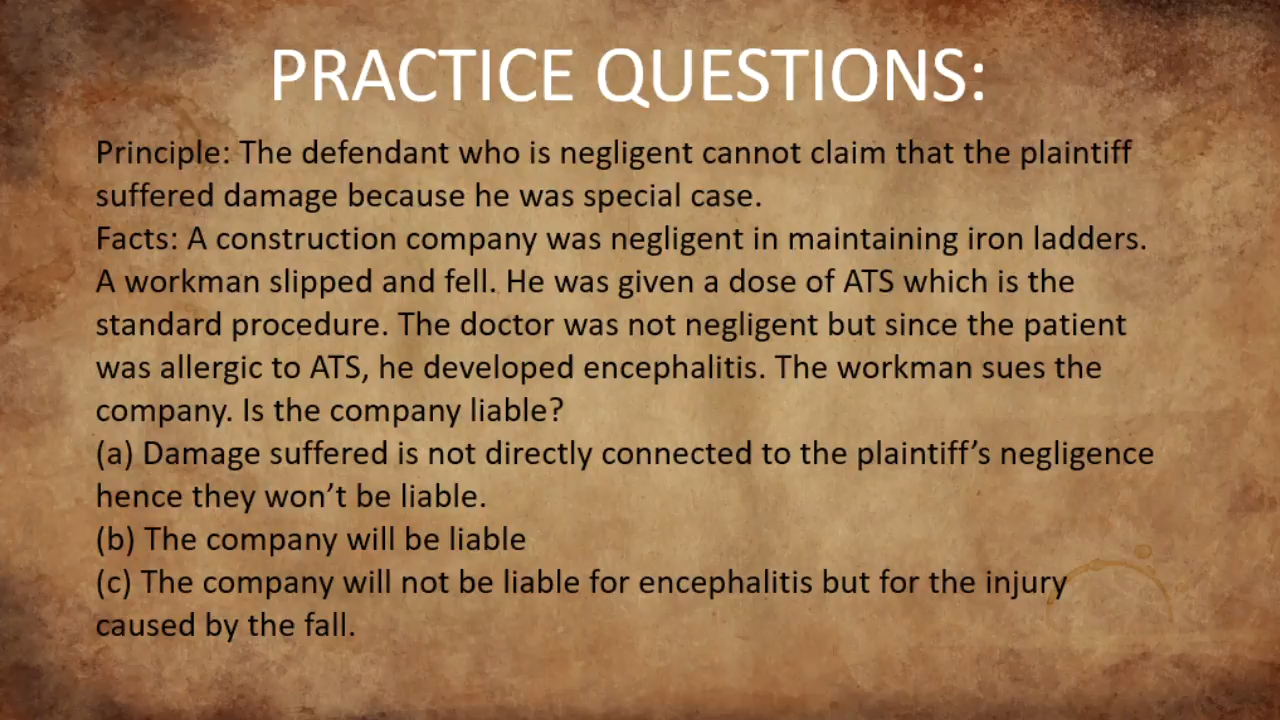 PRACTICE QUESTIONS:
Principle: The defendant who is negligent cannot claim that the plaintiff
suffered damage because he was special case.
Facts: A construction company was negligent in maintaining iron ladders.
A workman slipped and fell. He was given a dose of ATS which is the
standard procedure. The doctor was not negligent but since the patient
was allergic to ATS, he developed encephalitis. The workman sues the
company. Is the company liable?
(a) Damage suffered is not directly connected to the plaintiff’s negligence
hence they won’t be liable.
(b) The company will be liable
(c) The company will not be liable for encephalitis but for the injury
caused by the fall.